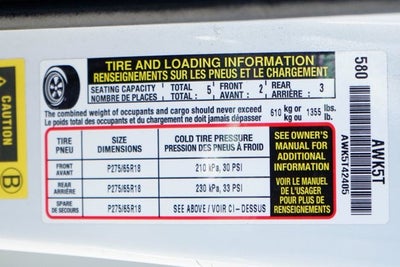 TIRE AND LOADING INFORMATION
RENSEIGNEMENTS SUR LES PNEUS ET LE CHARGEMENT
SEATING CAPACITY TOTAL 5 FRONT 2 REAR 3
NOMBRE DE PLACES : TOTAL : AVANT : ARRIÈRE :
The combined weight of occupants and cargo should never exceed 610 kg or 1355 lbs.
Le poids total des occupants et du chargement ne doit jamais dépasser kg ou lb.
TIRE SIZE COLD TIRE PRESSURE
PNEU DIMENSIONS PRESSION DES PNEUS À FROID
FRONT
AVANT P275/65R18 210 kPa, 30 PSI
REAR
ARRIÈRE P275/65R18 230 kPa, 33 PSI
SPARE
DE SECOURS P275/65R18 SEE ABOVE / VOIR CI-DESSUS
SEE OWNER'S
MANUAL FOR
ADDITIONAL
INFORMATION
VOIR LE MANUEL
DE L'USAGER
POUR PLUS DE
RENSEIGNEMENTS
580
AWK5T
AWK5T42405
CAUTION
B